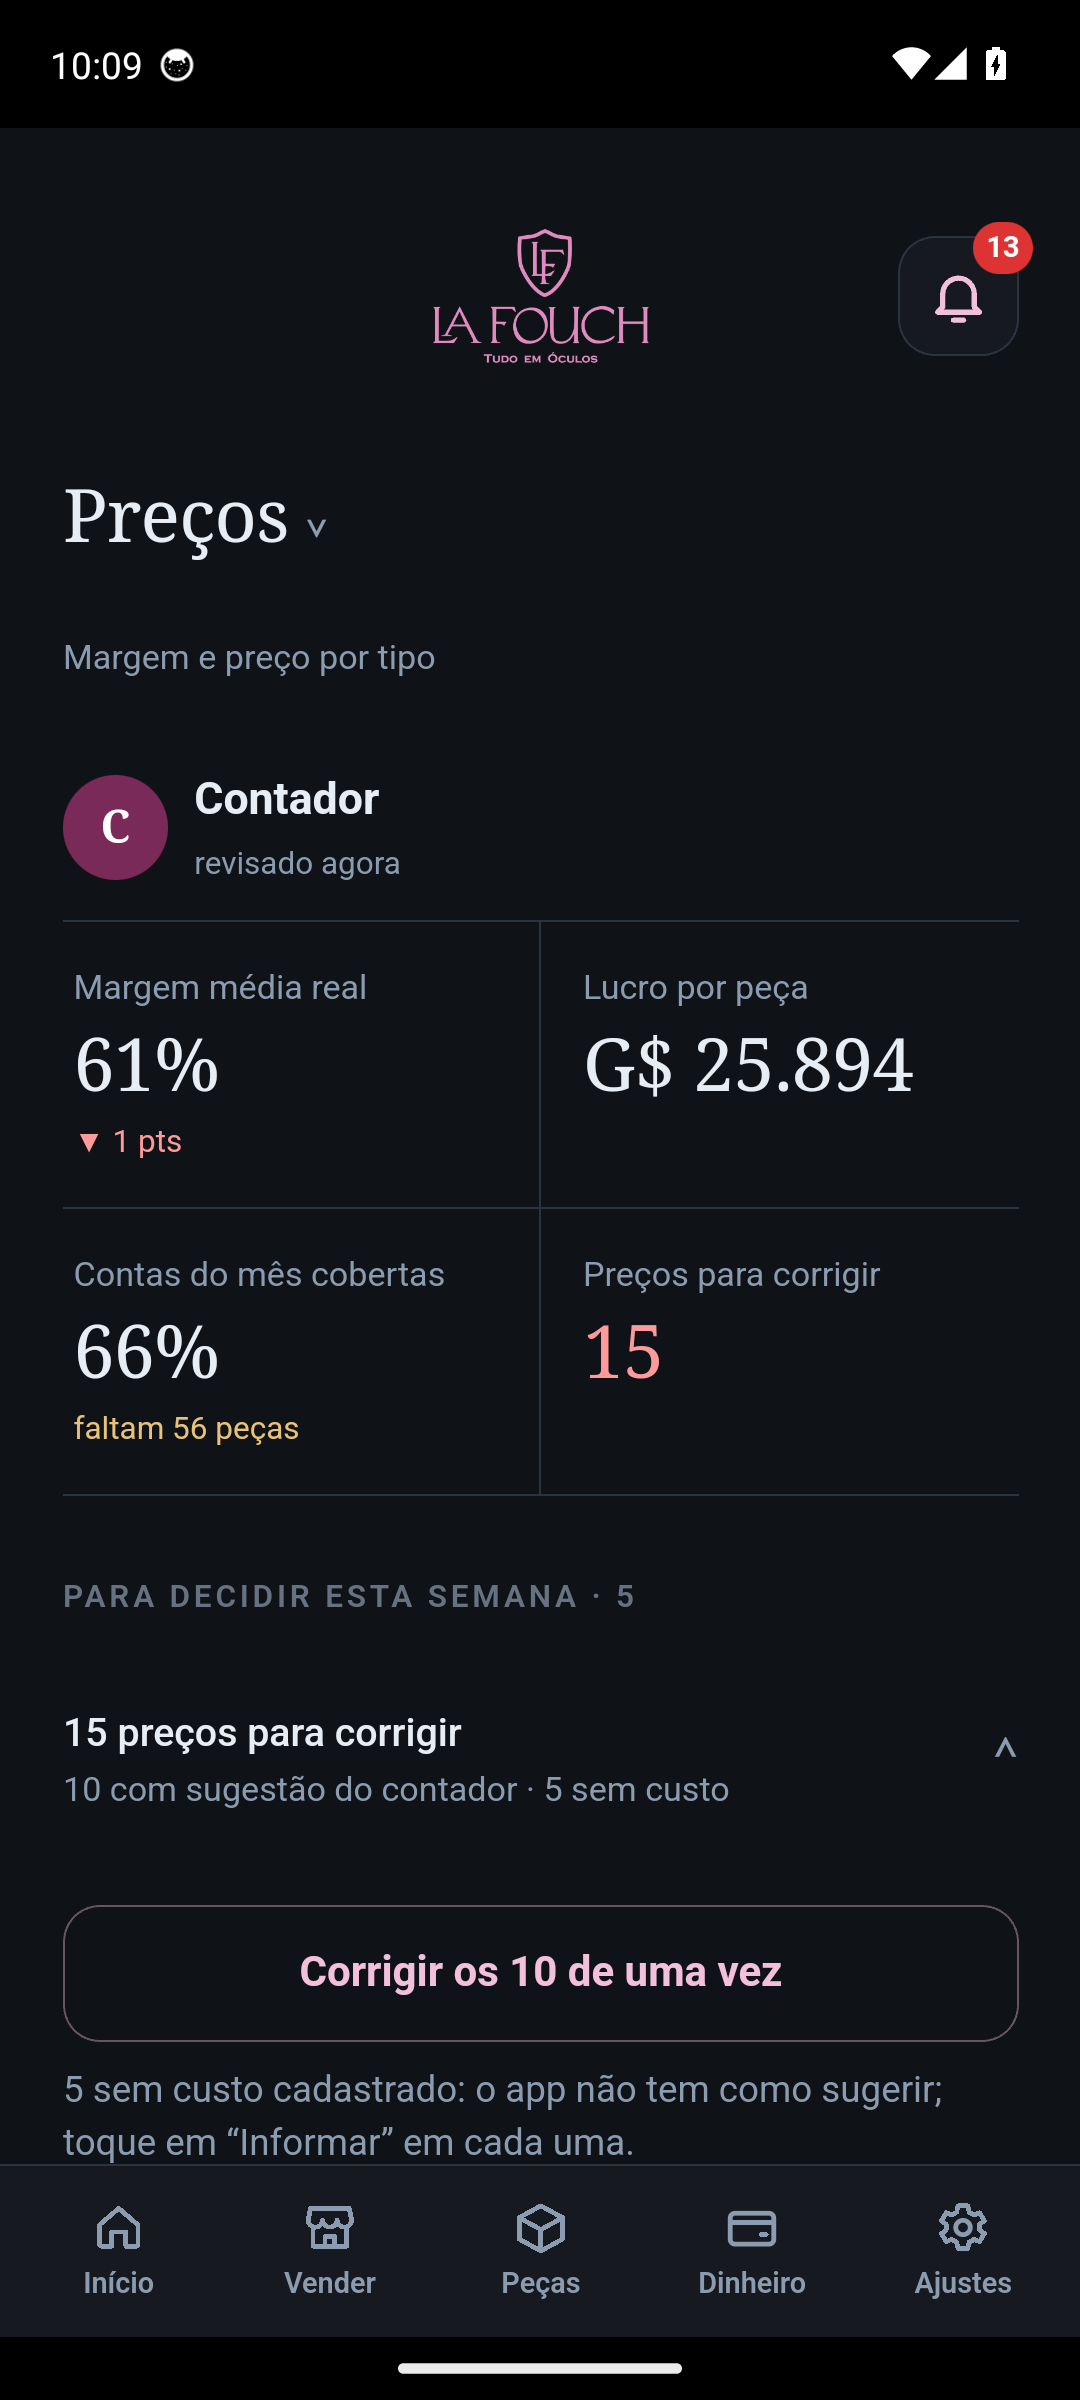 10:09
LF
LA FOUCH
TUDO EM ÓCULOS
13
Preços
Margem e preço por tipo
C
Contador
revisado agora
Margem média real
61%
▼ 1 pts
Lucro por peça
G$ 25.894
Contas do mês cobertas
66%
faltam 56 peças
Preços para corrigir
15
PARA DECIDIR ESTA SEMANA · 5
15 preços para corrigir
10 com sugestão do contador · 5 sem custo
Corrigir os 10 de uma vez
5 sem custo cadastrado: o app não tem como sugerir;
toque em “Informar” em cada uma.
Início
Vender
Peças
Dinheiro
Ajustes